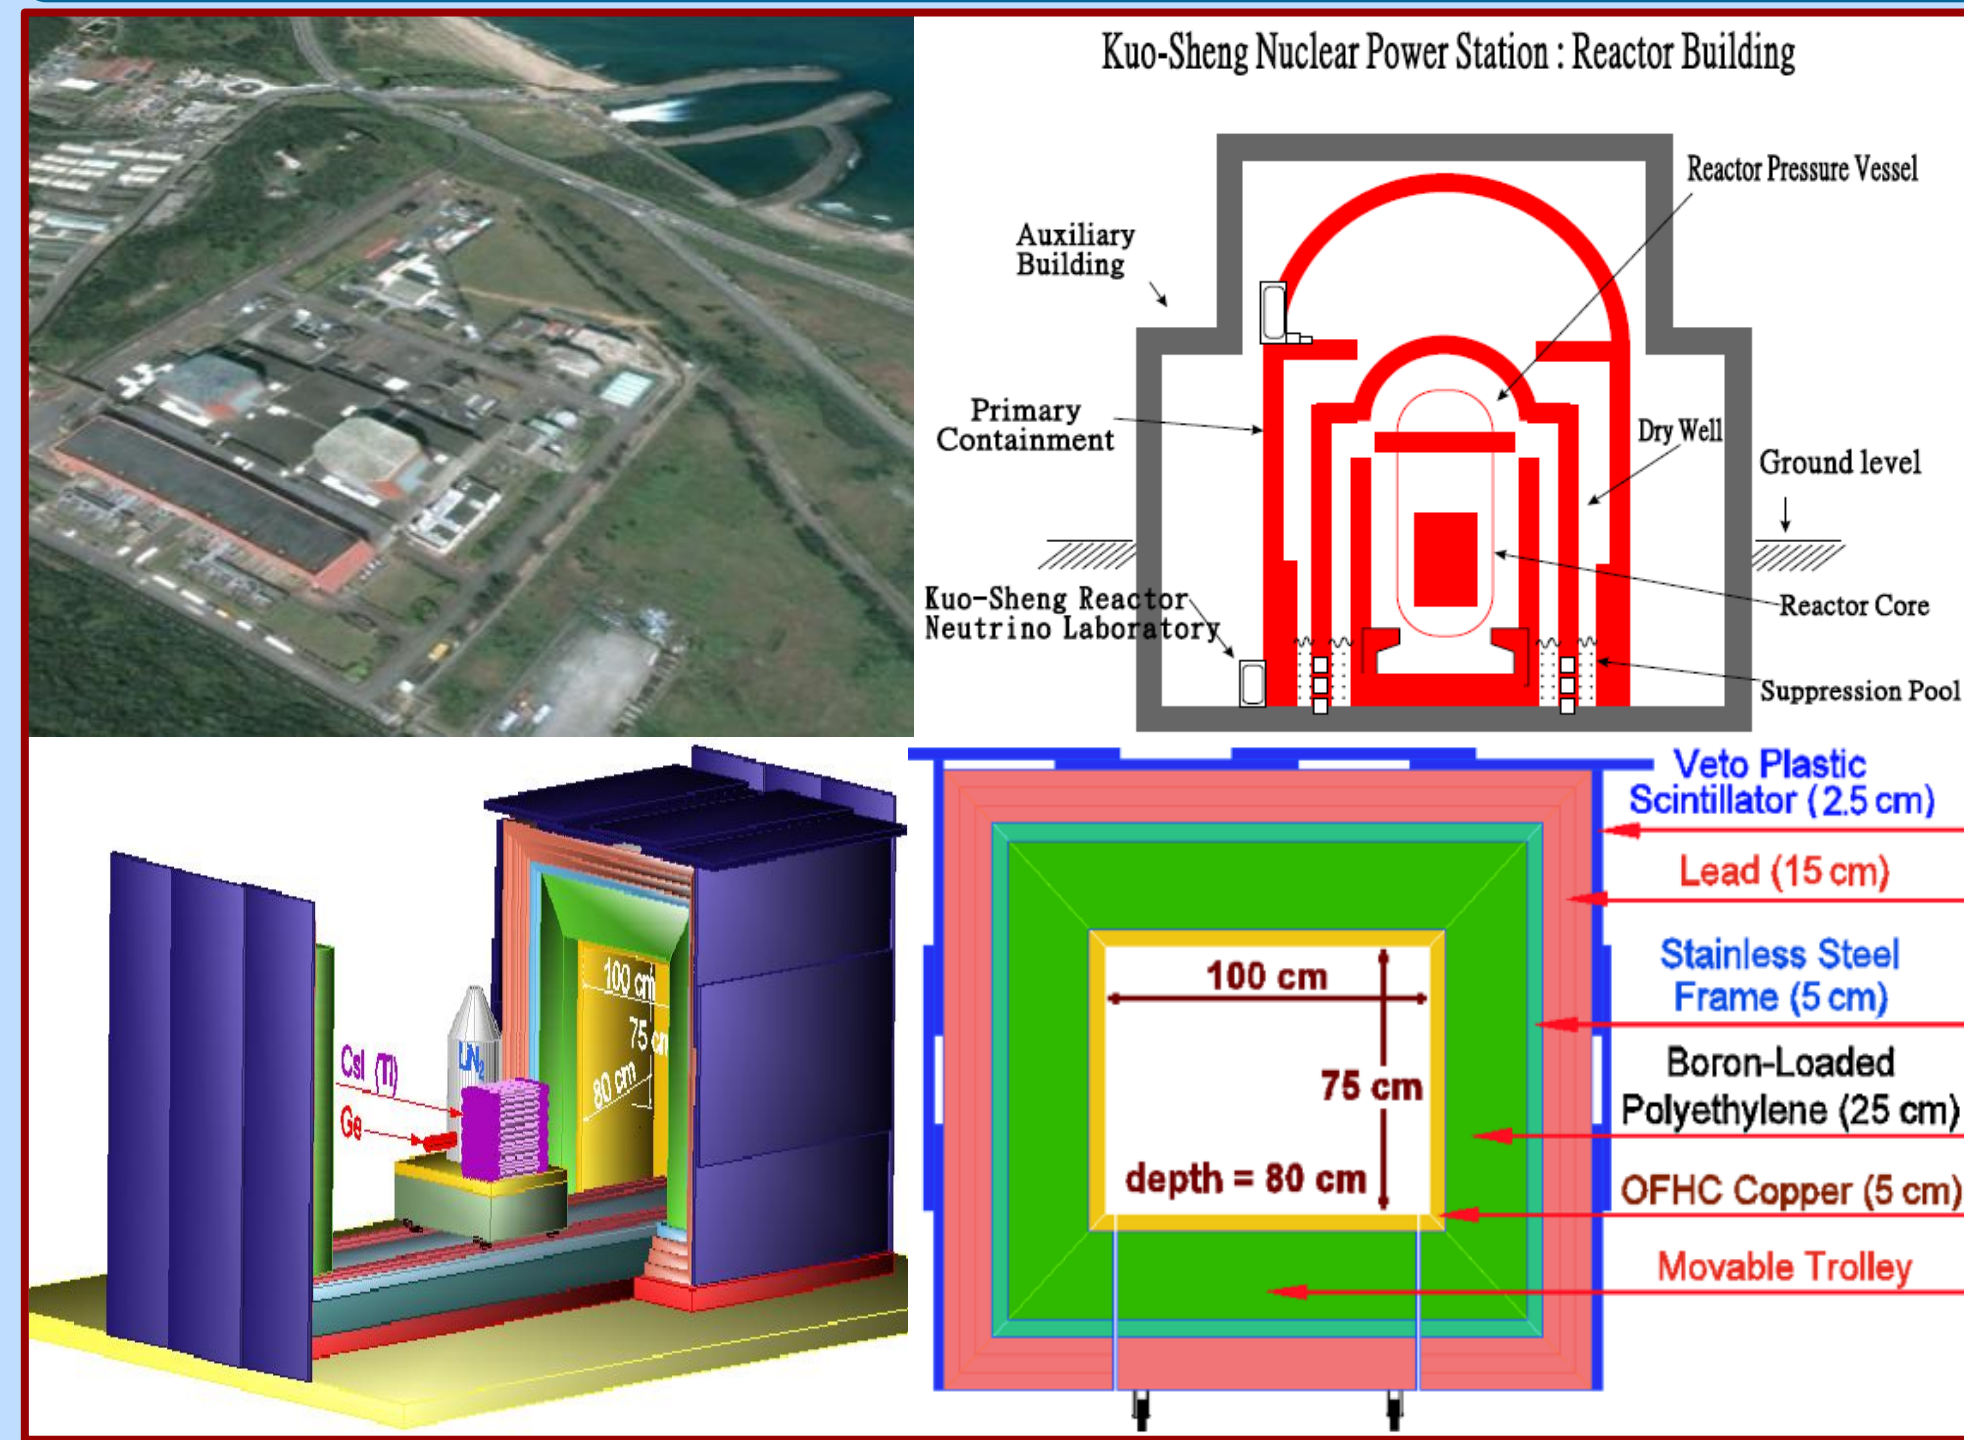 Kuo-Sheng Nuclear Power Station : Reactor Building
Reactor Pressure Vessel
Auxiliary
Building
Primary
Containment
Dry Well
Ground level
Kuo-Sheng Reactor
Neutrino Laboratory
Reactor Core
Suppression Pool
100 cm
75 cm
80 cm
LN2
CsI (Tl)
Ge
Veto Plastic
Scintillator (2.5 cm)
Lead (15 cm)
Stainless Steel
Frame (5 cm)
Boron-Loaded
Polyethylene (25 cm)
OFHC Copper (5 cm)
Movable Trolley
100 cm
75 cm
depth = 80 cm